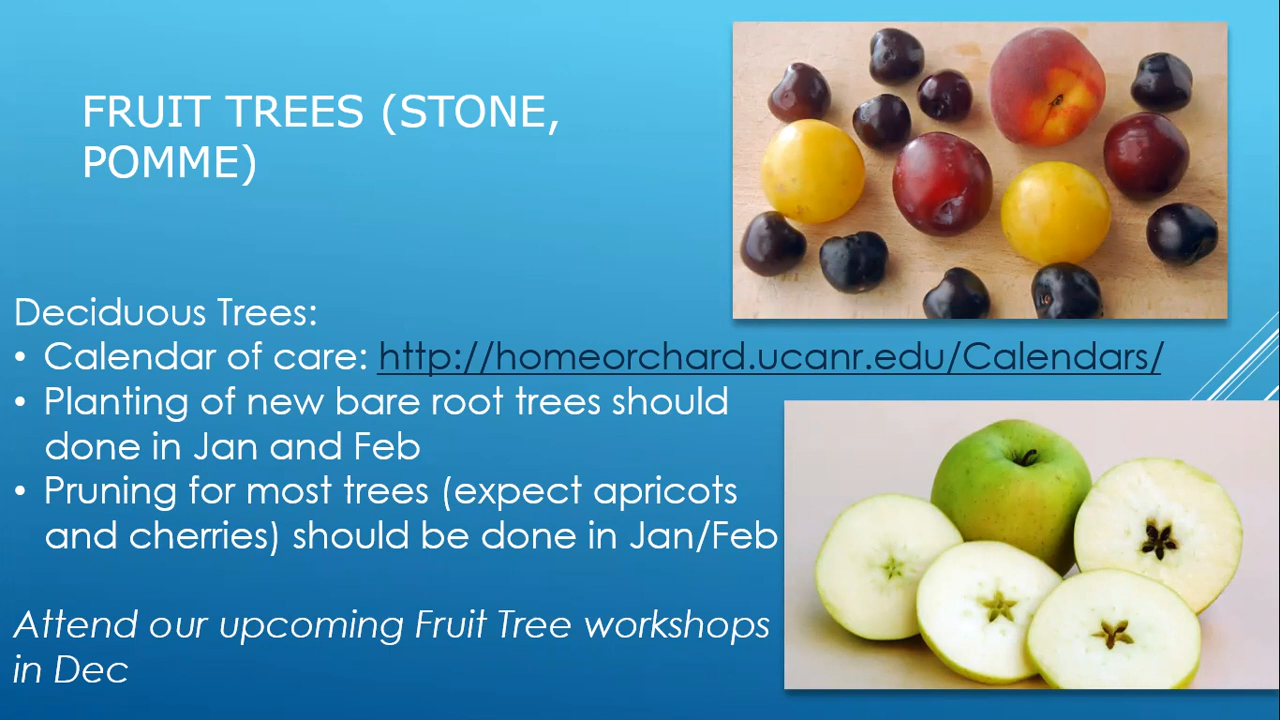 FRUIT TREES (STONE,
POMME)
Deciduous Trees:
• Calendar of care: http://homeorchard.ucanr.edu/Calendars/
• Planting of new bare root trees should
done in Jan and Feb
• Pruning for most trees (expect apricots
and cherries) should be done in Jan/Feb
Attend our upcoming Fruit Tree workshops
in Dec